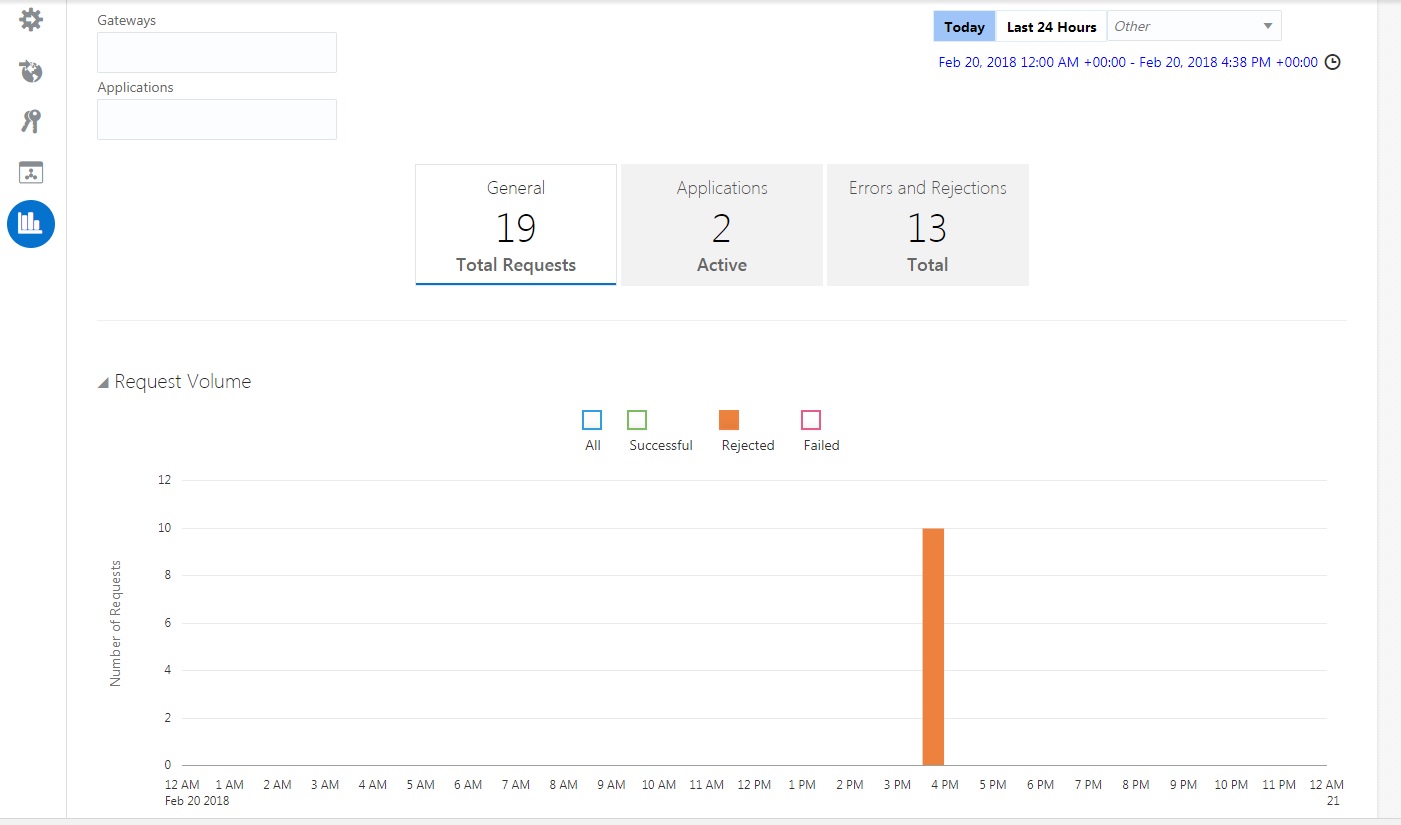 Gateways
Today Last 24 Hours Other
Feb 20, 2018 12:00 AM +00:00 - Feb 20, 2018 4:38 PM +00:00
Applications
General Applications Errors and Rejections
19 2 13
Total Requests Active Total
Request Volume
All Successful Rejected Failed
12
10
8
6
4
2
0
Number of Requests
12 AM 1 AM 2 AM 3 AM 4 AM 5 AM 6 AM 7 AM 8 AM 9 AM 10 AM 11 AM 12 PM 1 PM 2 PM 3 PM 4 PM 5 PM 6 PM 7 PM 8 PM 9 PM 10 PM 11 PM 12 AM
Feb 20 2018 21